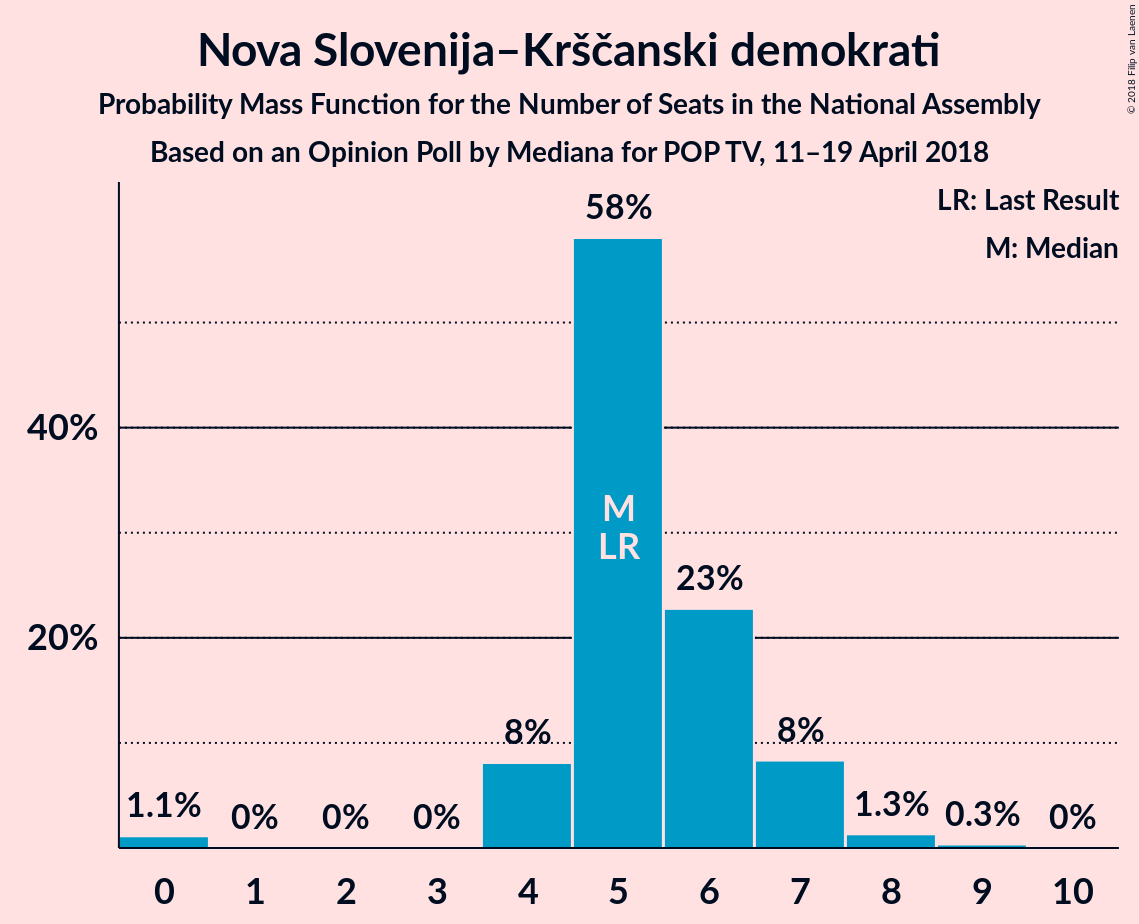 Nova Slovenija–Krščanski demokrati
Probability Mass Function for the Number of Seats in the National Assembly
Based on an Opinion Poll by Mediana for POP TV, 11–19 April 2018
© 2018 Filip van Laenen
LR: Last Result
M: Median
58%
40%
M
LR
23%
20%
8%
8%
1.1%
0%
0%
0%
1.3%
0.3%
0%
0 1 2 3 4 5 6 7 8 9 10